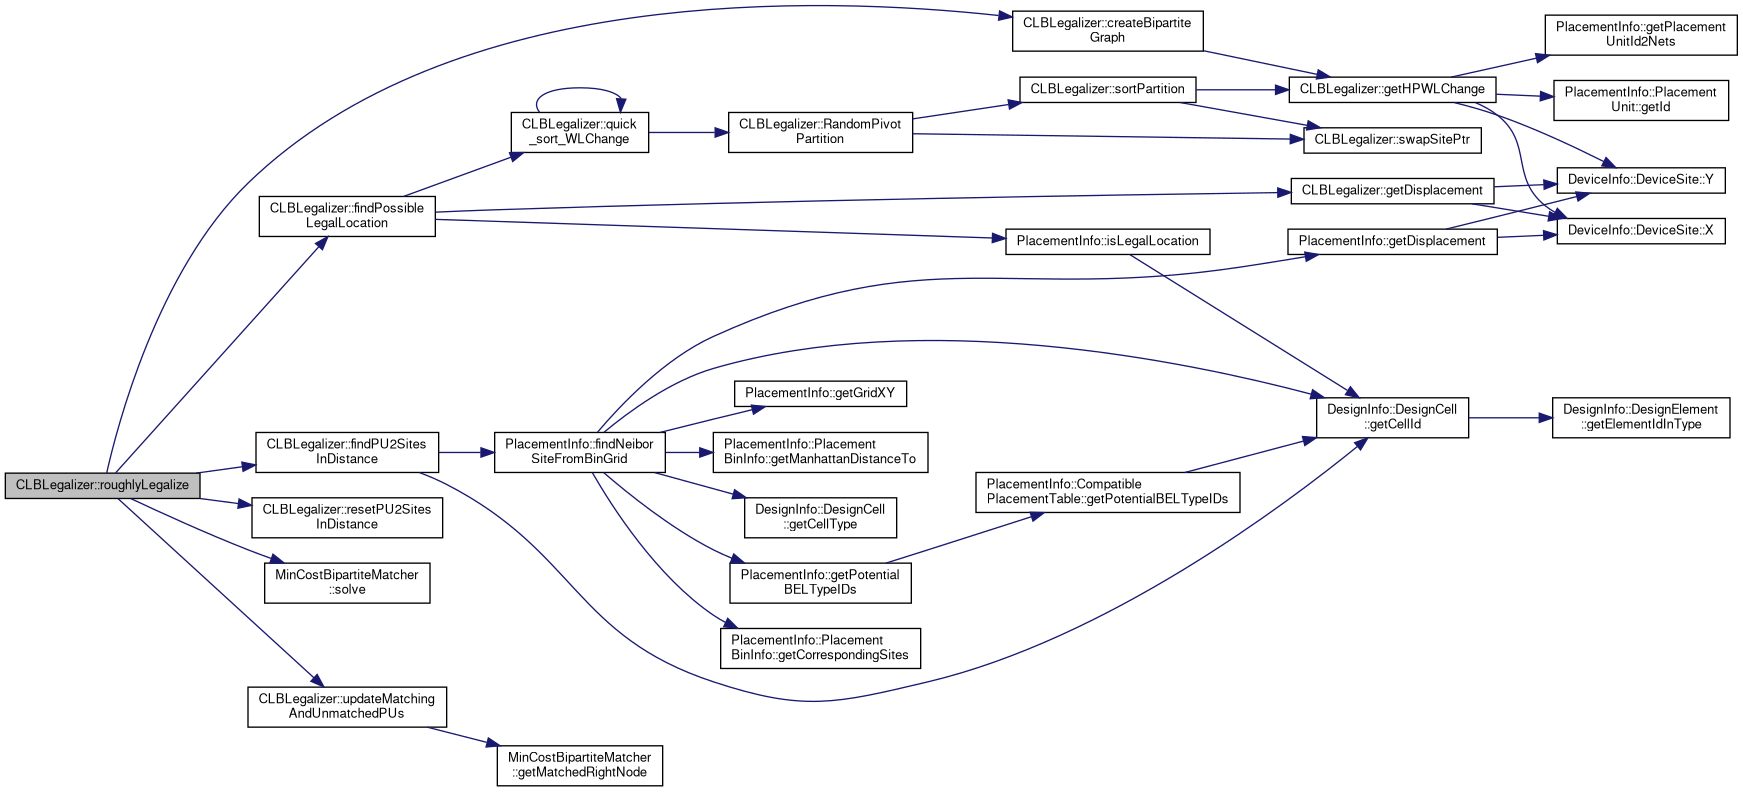 CLBLegalizer::roughlyLegalize
CLBLegalizer::createBipartite
Graph
CLBLegalizer::findPossible
LegalLocation
CLBLegalizer::findPU2Sites
InDistance
CLBLegalizer::resetPU2Sites
InDistance
MinCostBipartiteMatcher
::solve
CLBLegalizer::updateMatching
AndUnmatchedPUs
CLBLegalizer::quick
_sort_WLChange
CLBLegalizer::RandomPivot
Partition
CLBLegalizer::sortPartition
CLBLegalizer::getHPWLChange
CLBLegalizer::swapSitePtr
PlacementInfo::getPlacement
UnitId2Nets
PlacementInfo::Placement
Unit::getId
DeviceInfo::DeviceSite::Y
DeviceInfo::DeviceSite::X
CLBLegalizer::getDisplacement
PlacementInfo::isLegalLocation
PlacementInfo::getDisplacement
PlacementInfo::findNeibor
SiteFromBinGrid
PlacementInfo::getGridXY
PlacementInfo::Placement
BinInfo::getManhattanDistanceTo
DesignInfo::DesignCell
::getCellType
PlacementInfo::getPotential
BELTypeIDs
PlacementInfo::Placement
BinInfo::getCorrespondingSites
PlacementInfo::Compatible
PlacementTable::getPotentialBELTypeIDs
DesignInfo::DesignCell
::getCellId
DesignInfo::DesignElement
::getElementIdInType
MinCostBipartiteMatcher
::getMatchedRightNode